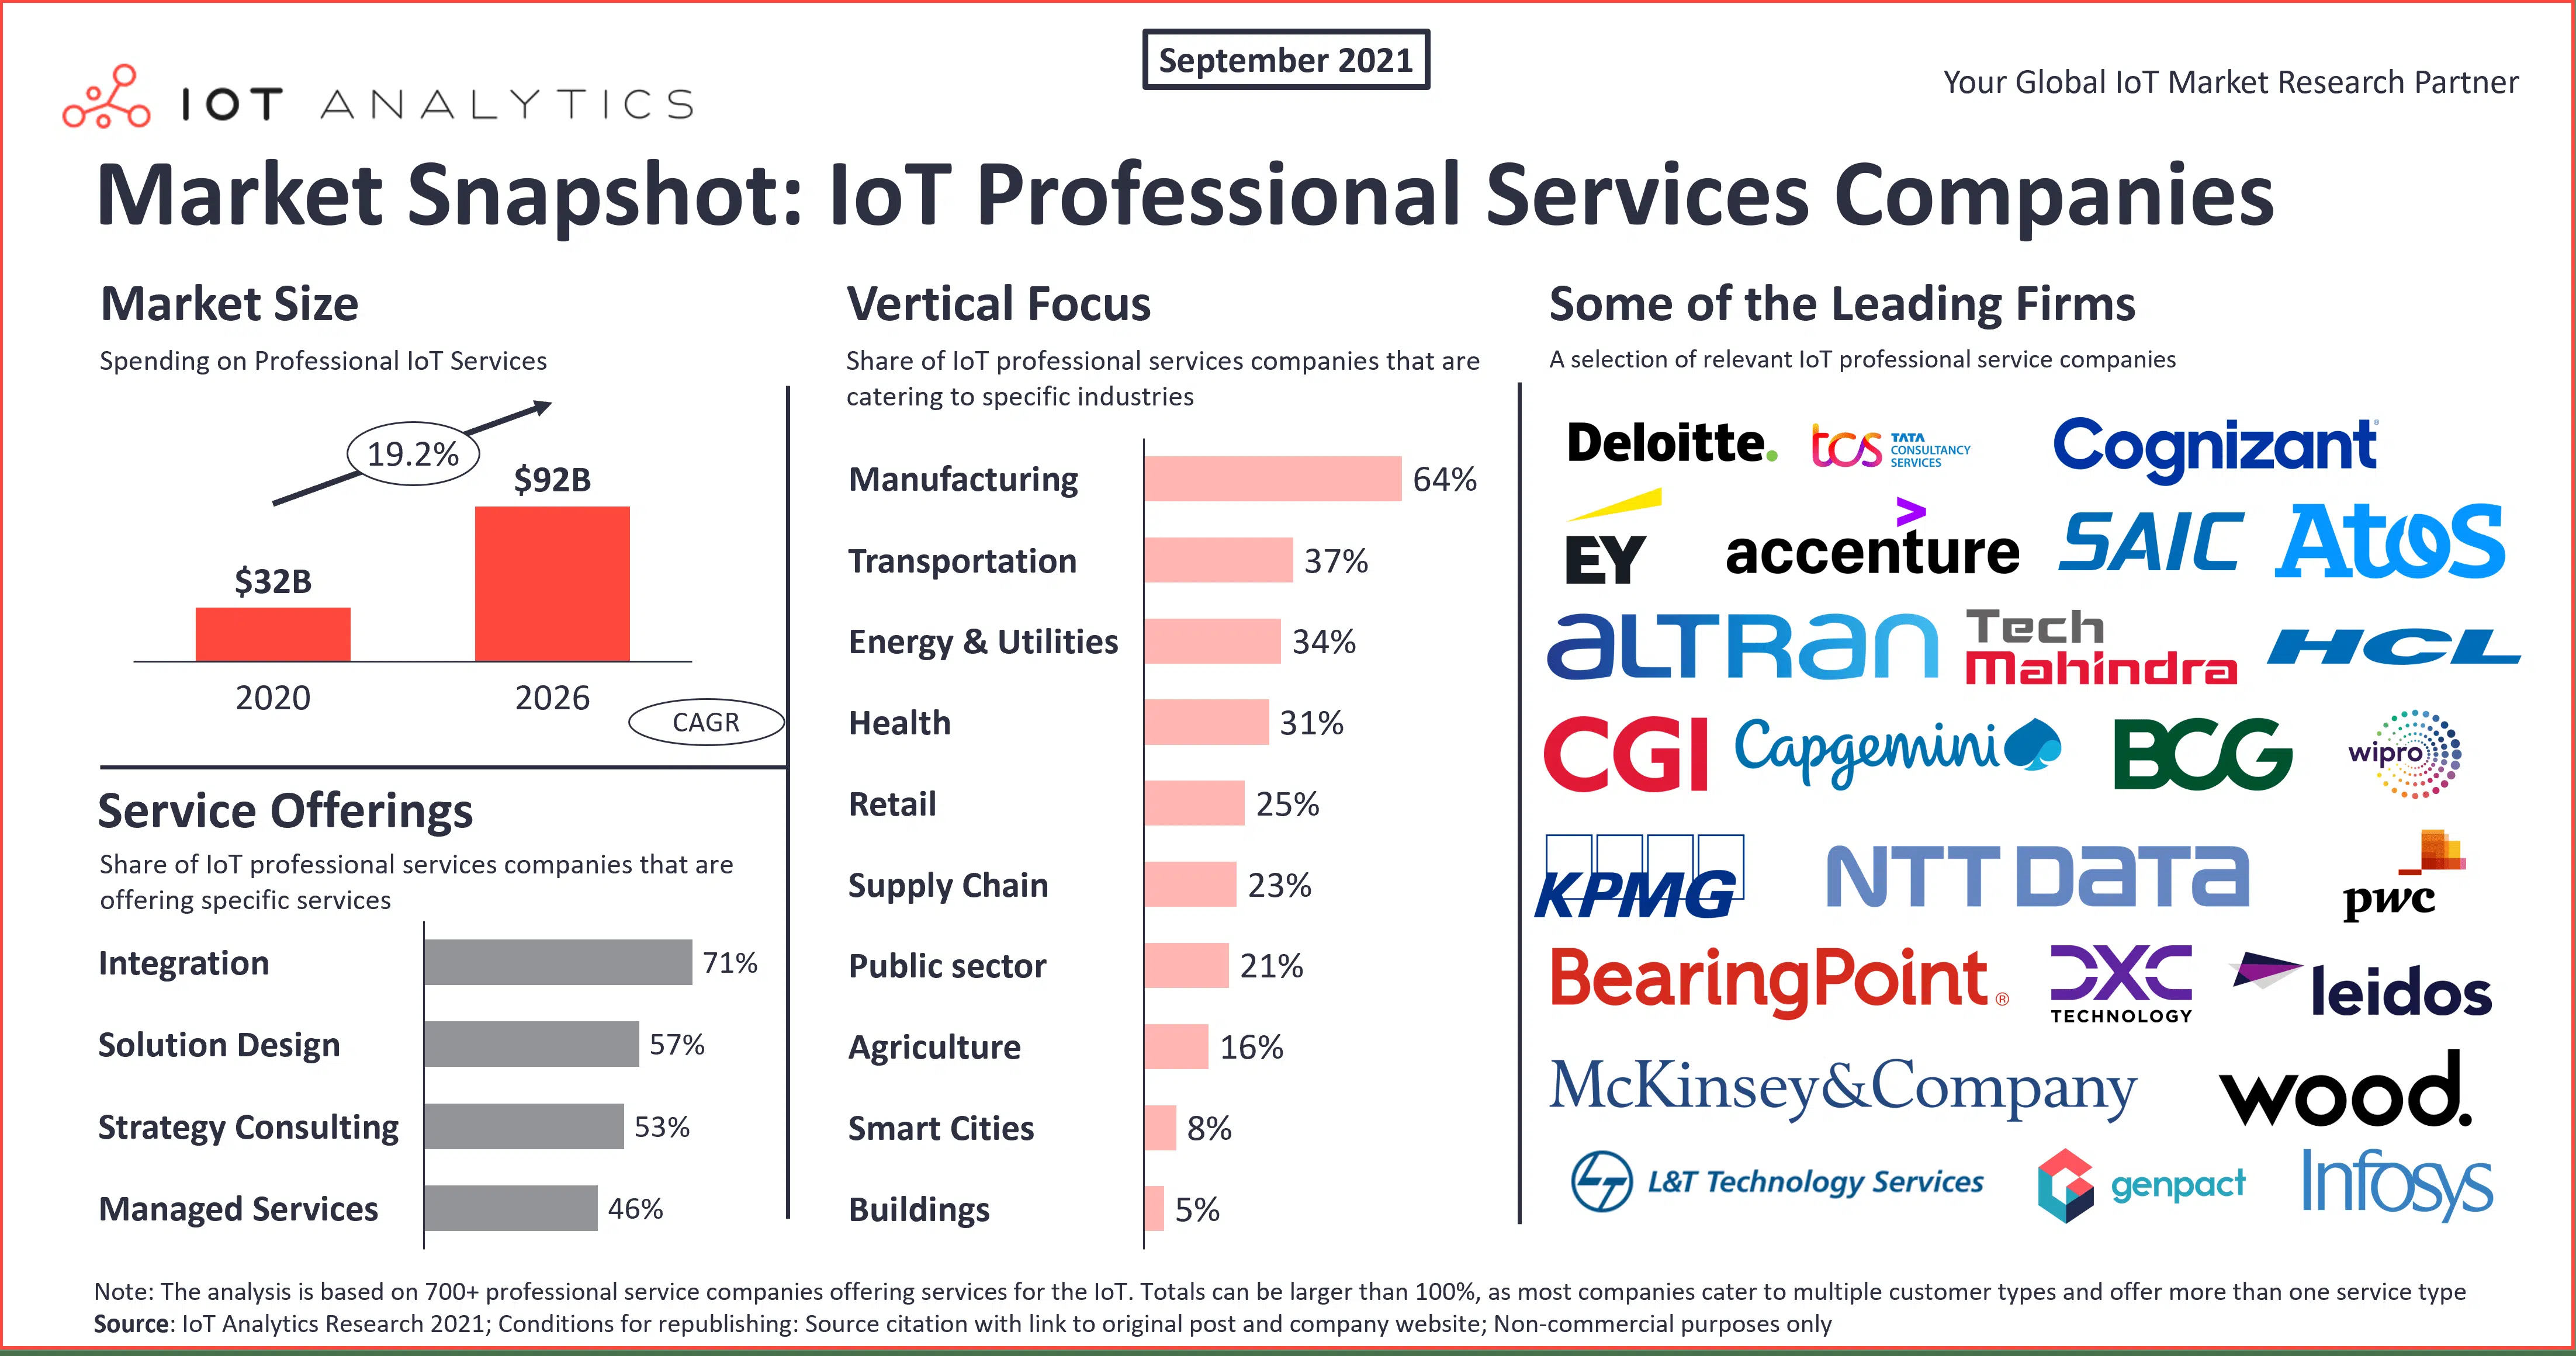 September 2021
IOT ANALYTICS
Your Global IoT Market Research Partner
Market Snapshot: IoT Professional Services Companies
Market Size
Spending on Professional IoT Services
19.2%
$92B
$32B
2020
2026
CAGR
Service Offerings
Share of IoT professional services companies that are
offering specific services
Integration 71%
Solution Design 57%
Strategy Consulting 53%
Managed Services 46%
Vertical Focus
Share of IoT professional services companies that are
catering to specific industries
Manufacturing 64%
Transportation 37%
Energy & Utilities 34%
Health 31%
Retail 25%
Supply Chain 23%
Public sector 21%
Agriculture 16%
Smart Cities 8%
Buildings 5%
Some of the Leading Firms
A selection of relevant IoT professional service companies
Deloitte.
tcs TATA
CONSULTANCY
SERVICES
Cognizant
EY
accenture
SAIC
Atos
altran
Tech
Mahindra
HCL
CGI
Capgemini
BCG
wipro
KPMG
NTT DATA
pwc
BearingPoint®
DXC
TECHNOLOGY
leidos
McKinsey&Company
wood.
LT L&T Technology Services
genpact
Infosys
Note: The analysis is based on 700+ professional service companies offering services for the IoT. Totals can be larger than 100%, as most companies cater to multiple customer types and offer more than one service type
Source: IoT Analytics Research 2021; Conditions for republishing: Source citation with link to original post and company website; Non-commercial purposes only